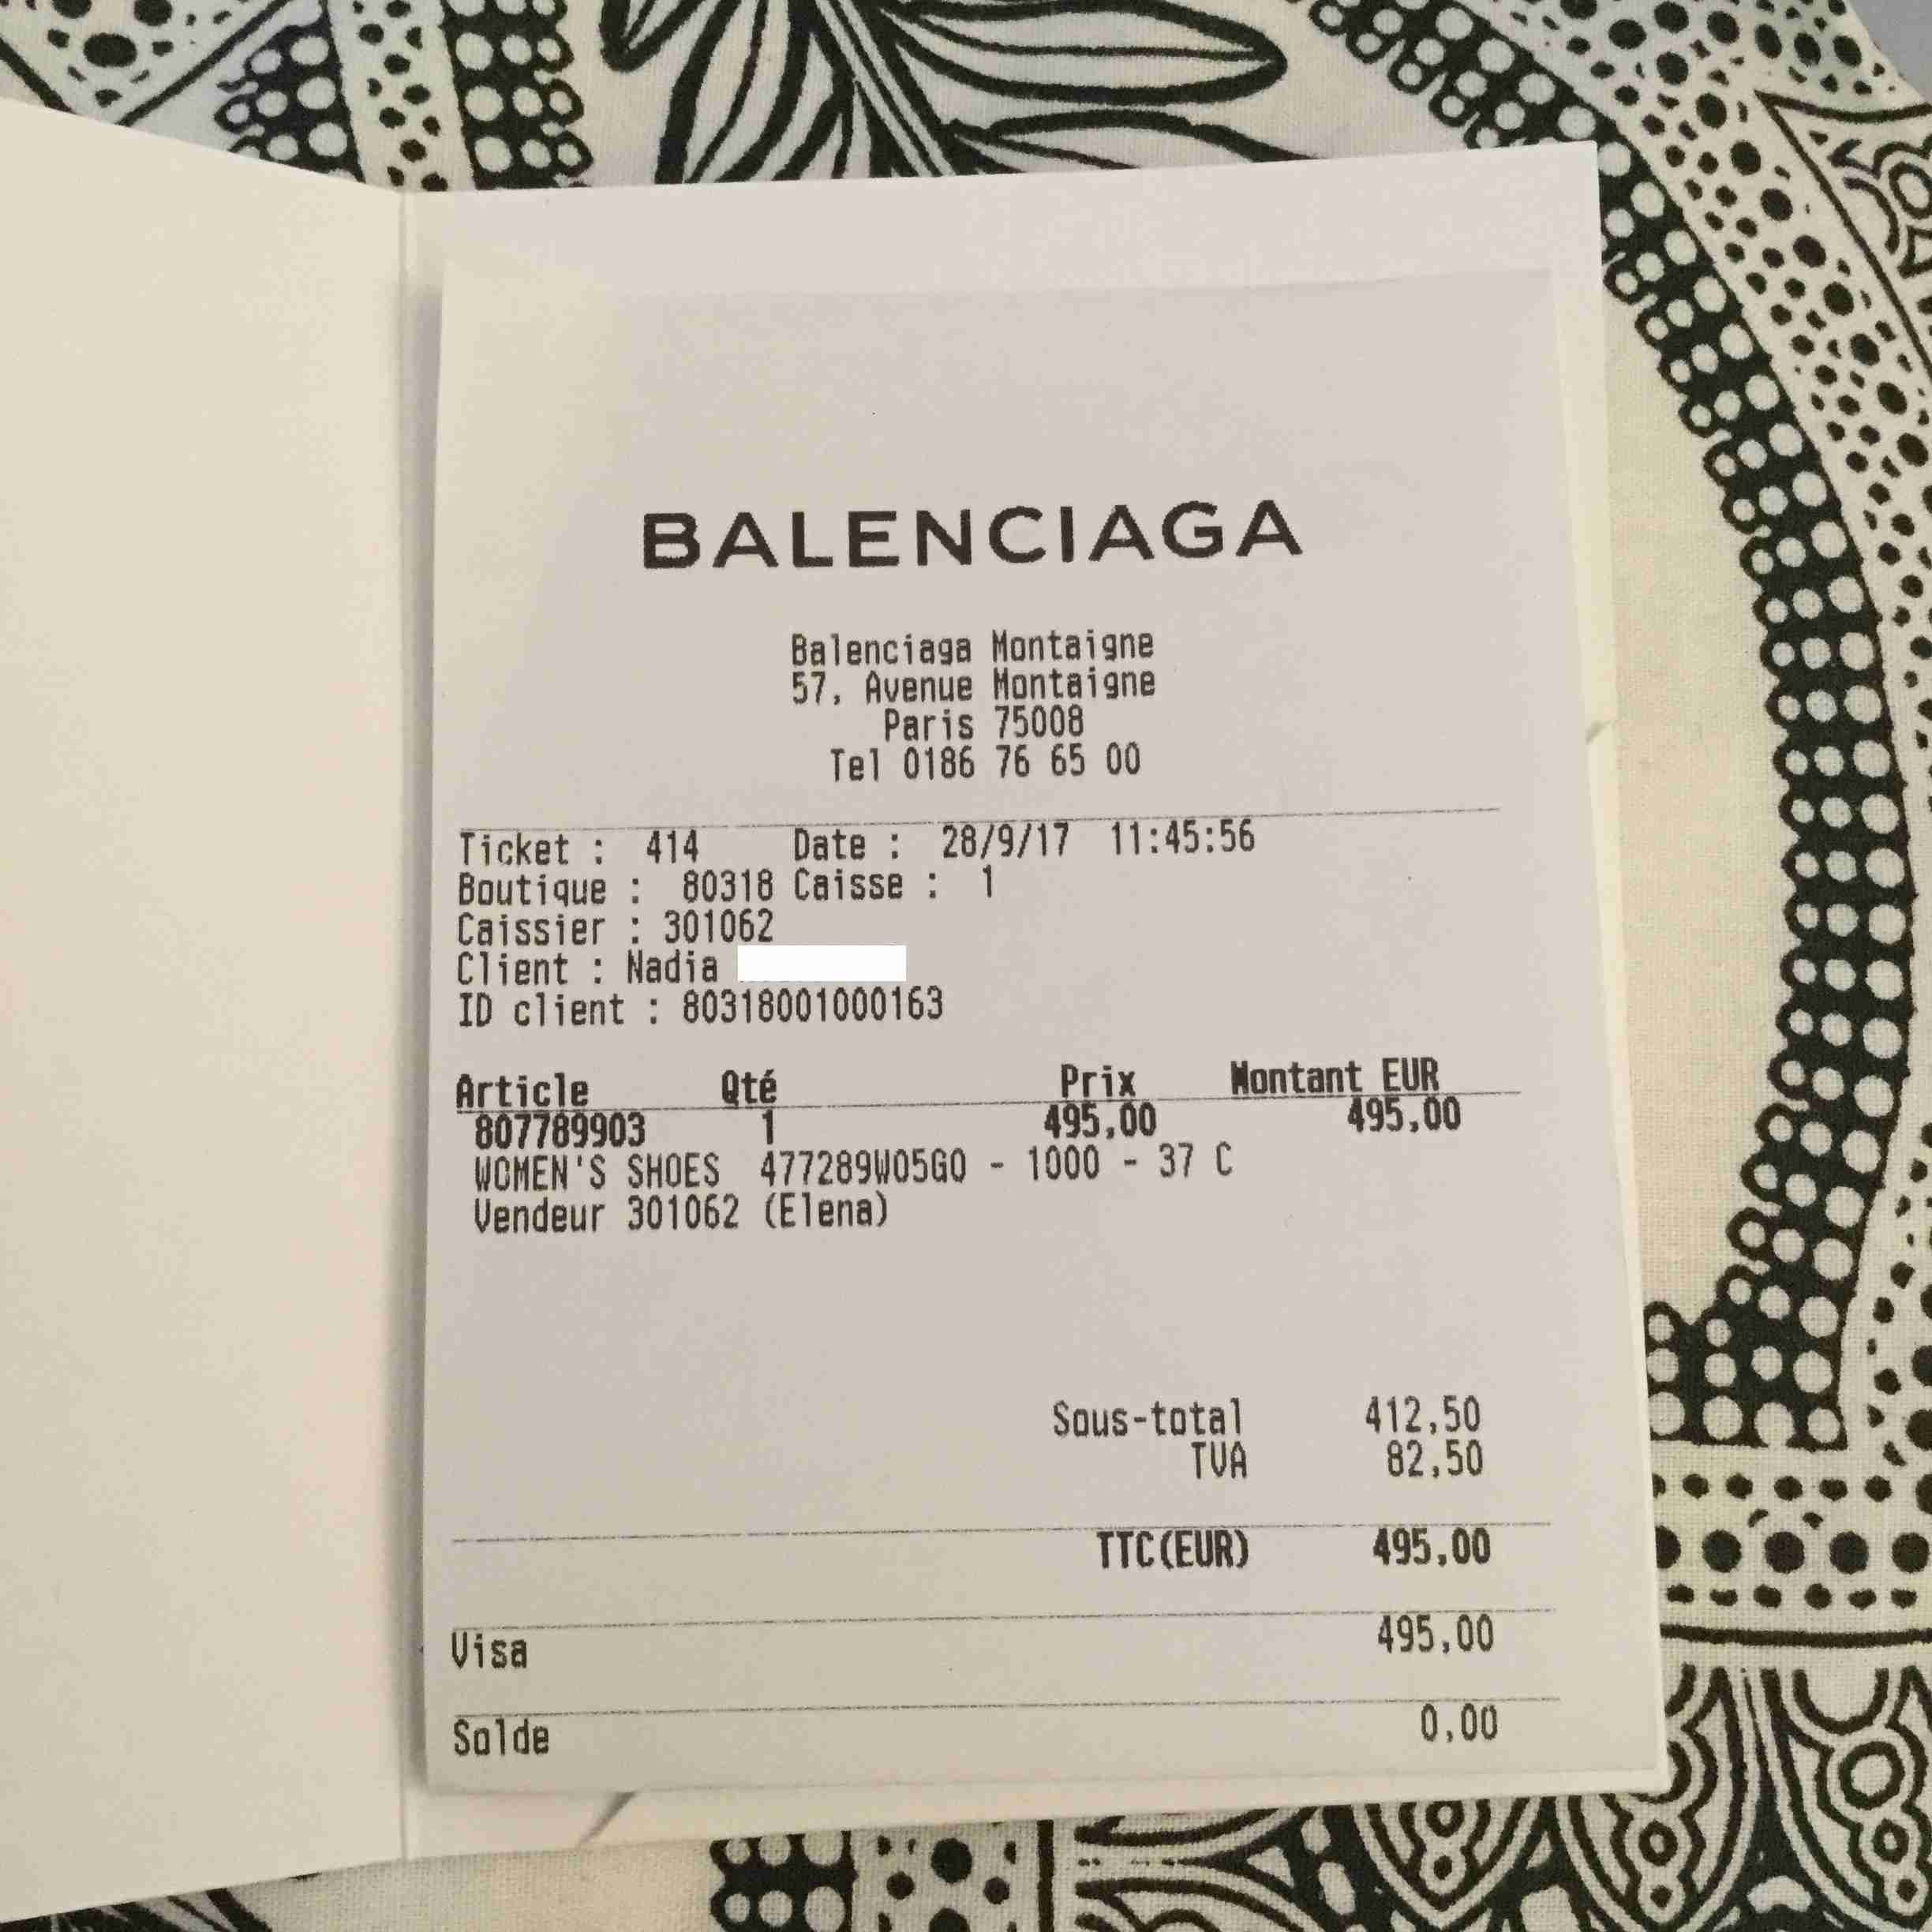 BALENCIAGA
Balenciaga Montaigne
57, Avenue Montaigne
Paris 75008
Tel 0186 76 65 00
Ticket : 414 Date : 28/9/17 11:45:56
Boutique : 80318 Caisse : 1
Caissier : 301062
Client : Nadia
ID client : 80318001000163
Article Qté Prix Montant EUR
807789903 1 495,00 495,00
WOMEN'S SHOES 477289W05G0 - 1000 - 37 C
Vendeur 301062 (Elena)
Sous-total 412,50
TVA 82,50
TTC(EUR) 495,00
Visa 495,00
Solde 0,00